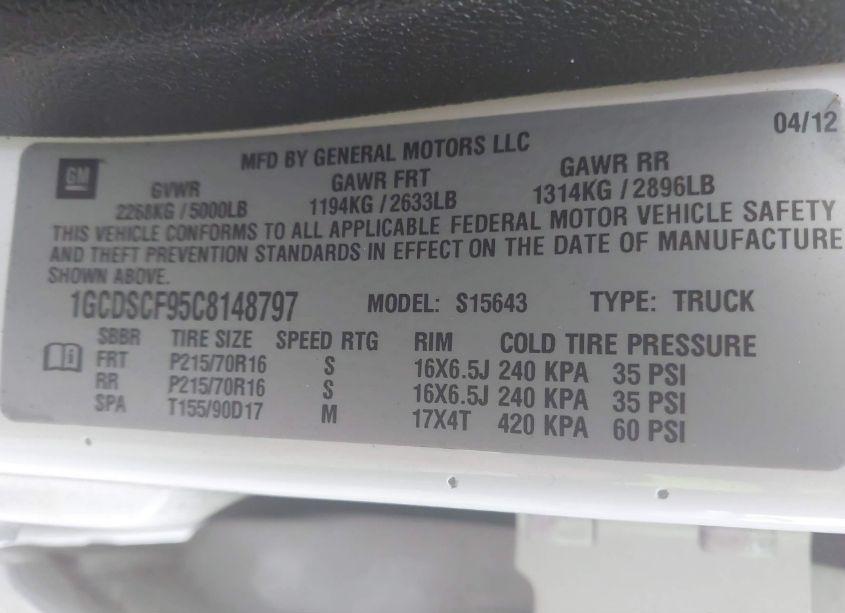 04/12
GM MFD BY GENERAL MOTORS LLC
GVWR GAWR FRT GAWR RR
2268KG / 5000LB 1194KG / 2633LB 1314KG / 2896LB
THIS VEHICLE CONFORMS TO ALL APPLICABLE FEDERAL MOTOR VEHICLE SAFETY
AND THEFT PREVENTION STANDARDS IN EFFECT ON THE DATE OF MANUFACTURE
SHOWN ABOVE.
1GCDSCF95C8148797 MODEL: S15643 TYPE: TRUCK
SBBR TIRE SIZE SPEED RTG RIM COLD TIRE PRESSURE
FRT P215/70R16 S 16X6.5J 240 KPA 35 PSI
RR P215/70R16 S 16X6.5J 240 KPA 35 PSI
SPA T155/90D17 M 17X4T 420 KPA 60 PSI